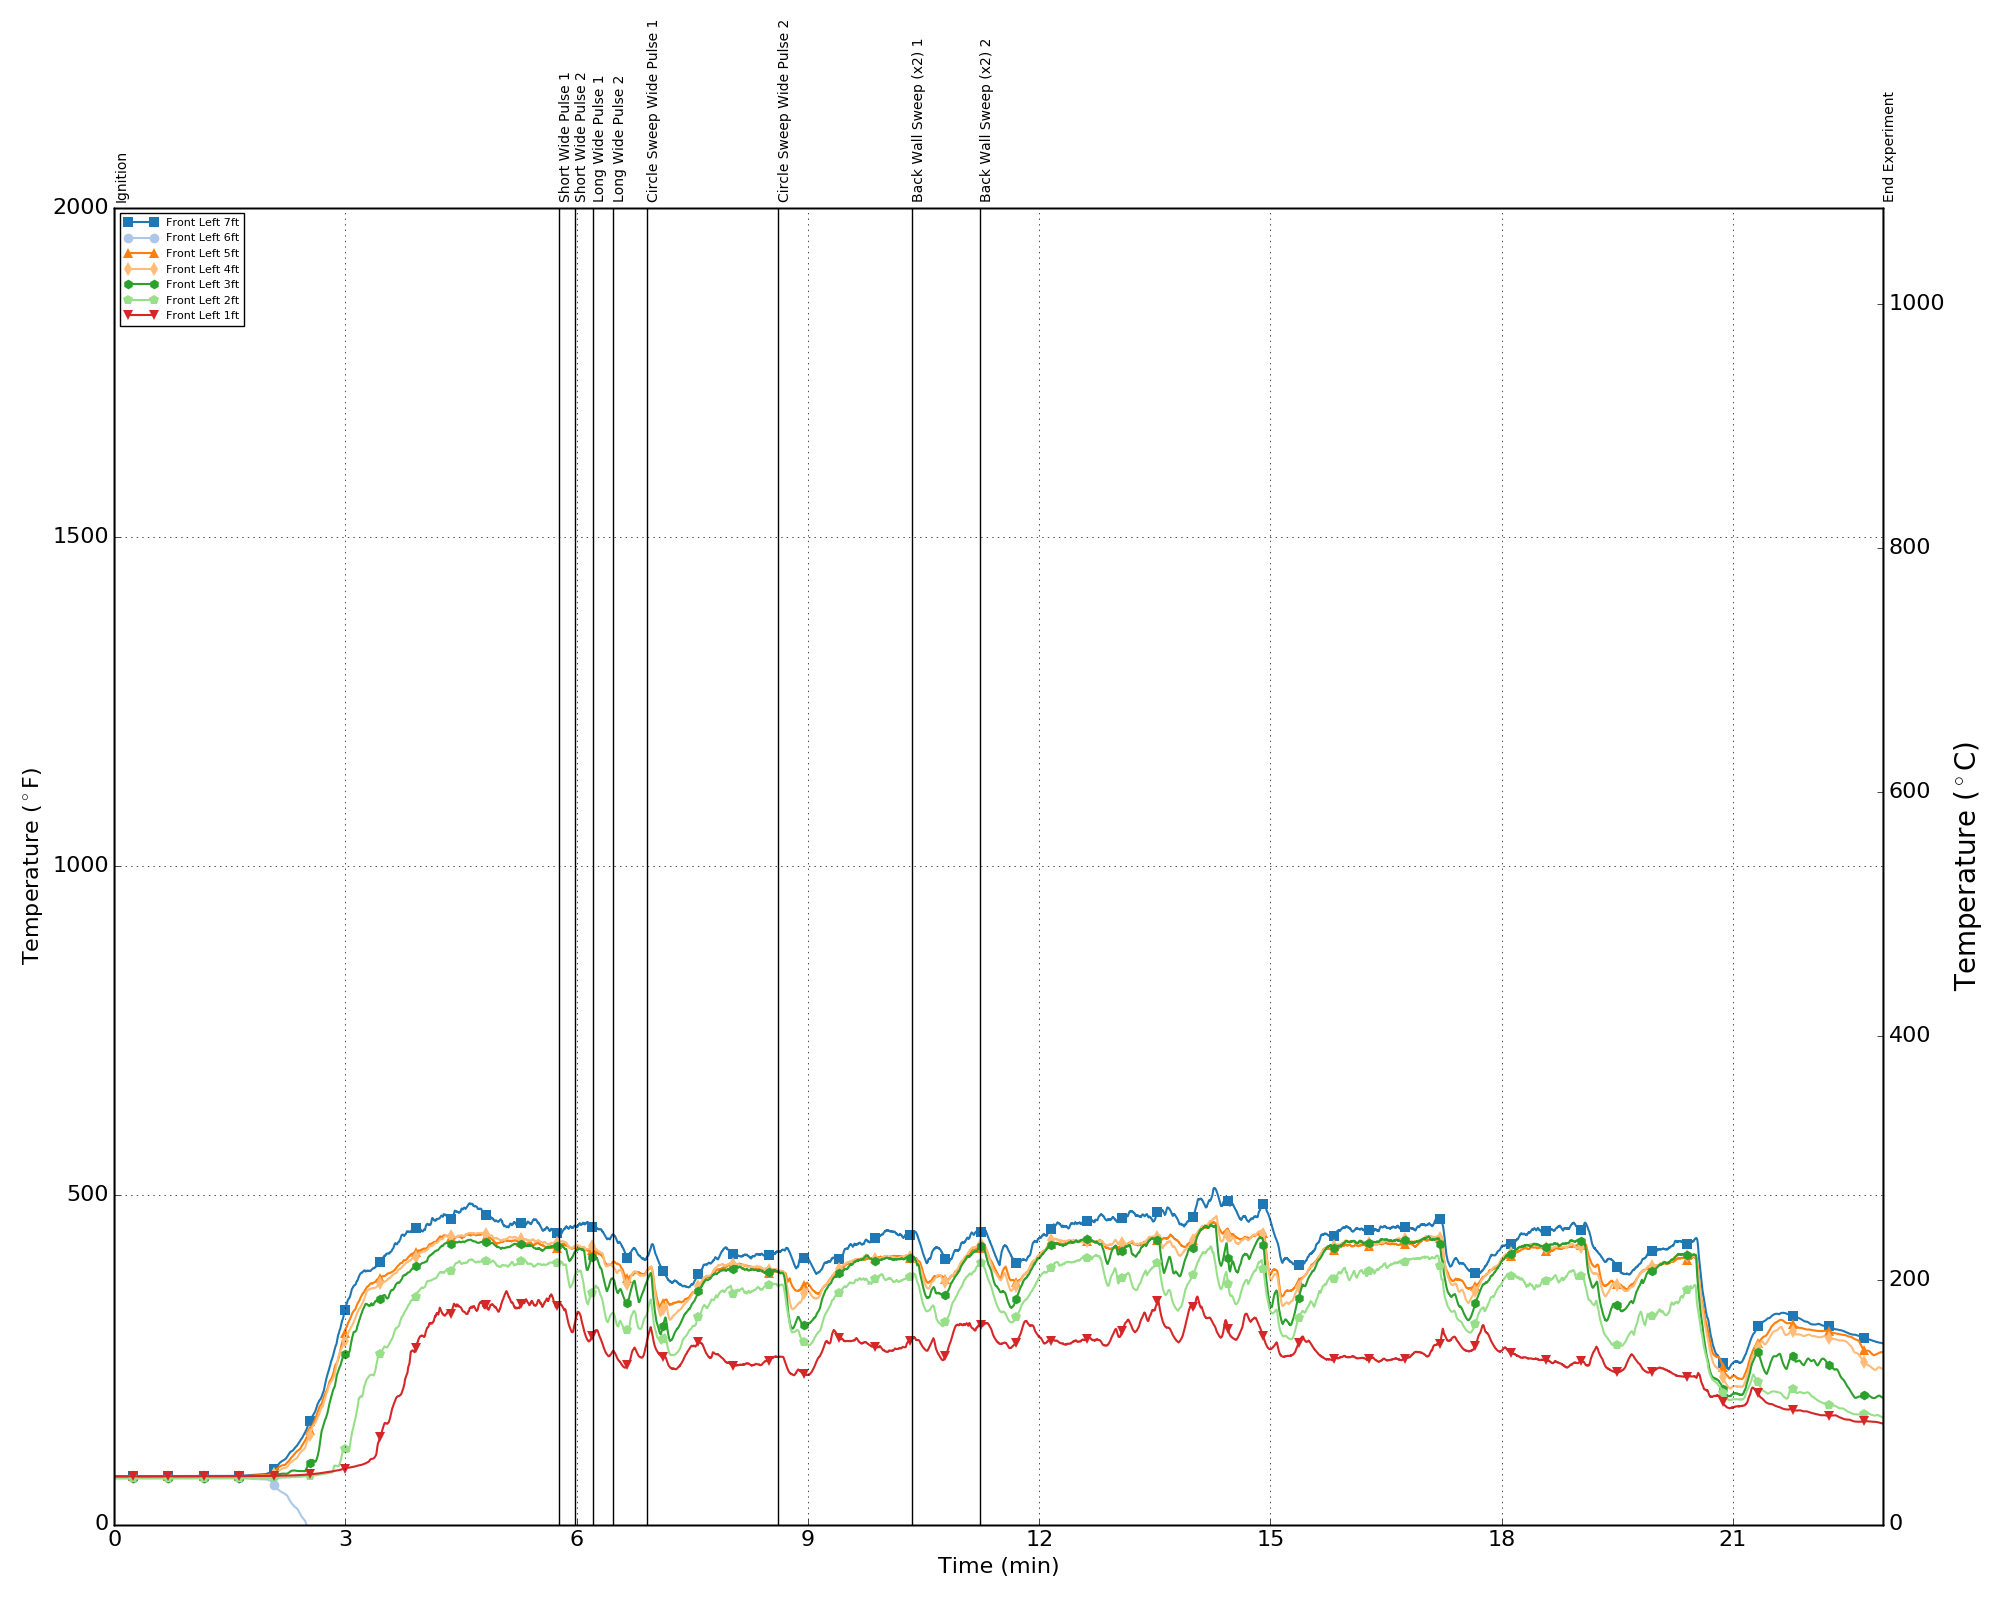 Ignition
Short Wide Pulse 1
Short Wide Pulse 2
Long Wide Pulse 1
Long Wide Pulse 2
Circle Sweep Wide Pulse 1
Circle Sweep Wide Pulse 2
Back Wall Sweep (x2) 1
Back Wall Sweep (x2) 2
End Experiment
Front Left 7ft
Front Left 6ft
Front Left 5ft
Front Left 4ft
Front Left 3ft
Front Left 2ft
Front Left 1ft
2000
1500
1000
500
0
Temperature (°F)
1000
800
600
400
200
0
Temperature (°C)
0 3 6 9 12 15 18 21
Time (min)